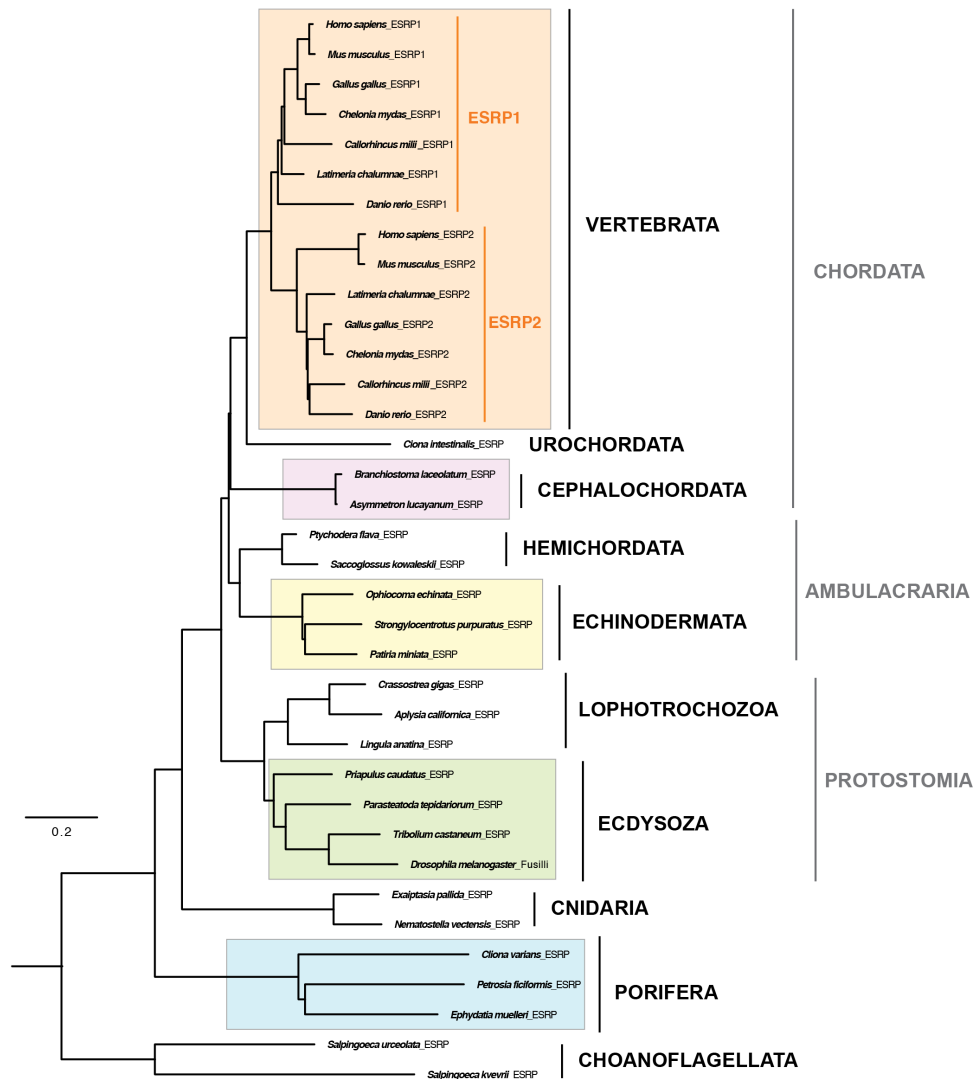 Homo sapiens_ESRP1
Mus musculus_ESRP1
Gallus gallus_ESRP1
Chelonia mydas_ESRP1
ESRP1
Callorhincus milii _ESRP1
Latimeria chalumnae_ESRP1
Danio rerio_ESRP1
VERTEBRATA
Homo sapiens_ESRP2
Mus musculus_ESRP2
CHORDATA
Latimeria chalumnae_ESRP2
Gallus gallus_ESRP2
ESRP2
Chelonia mydas_ESRP2
Callorhincus milii _ESRP2
Danio rerio_ESRP2
Ciona intestinalis_ESRP
UROCHORDATA
Branchiostoma laceolatum_ESRP
CEPHALOCHORDATA
Asymmetron lucayanum_ESRP
Ptychodera flava_ESRP
HEMICHORDATA
Saccoglossus kowaleskii_ESRP
AMBULACRARIA
Ophiocoma echinata_ESRP
Strongylocentrotus purpuratus_ESRP
ECHINODERMATA
Patiria miniata_ESRP
Crassostrea gigas_ESRP
LOPHOTROCHOZOA
Aplysia californica_ESRP
Lingula anatina_ESRP
Priapulus caudatus_ESRP
PROTOSTOMIA
Parasteatoda tepidariorum_ESRP
ECDYSOZA
0.2
Tribolium castaneum_ESRP
Drosophila melanogaster_Fusilli
Exaiptasia pallida_ESRP
CNIDARIA
Nematostella vectensis_ESRP
Cliona varians_ESRP
Petrosia ficiformis_ESRP
PORIFERA
Ephydatia muelleri_ESRP
Salpingoeca urceolata_ESRP
CHOANOFLAGELLATA
Salpingoeca kvevrii_ESRP